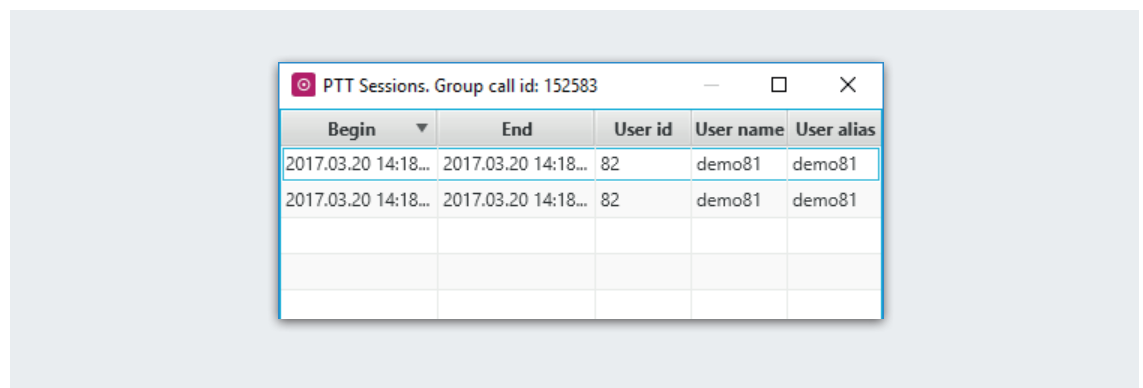 PTT Sessions. Group call id: 152583
Begin End User id User name User alias
2017.03.20 14:18... 2017.03.20 14:18... 82 demo81 demo81
2017.03.20 14:18... 2017.03.20 14:18... 82 demo81 demo81